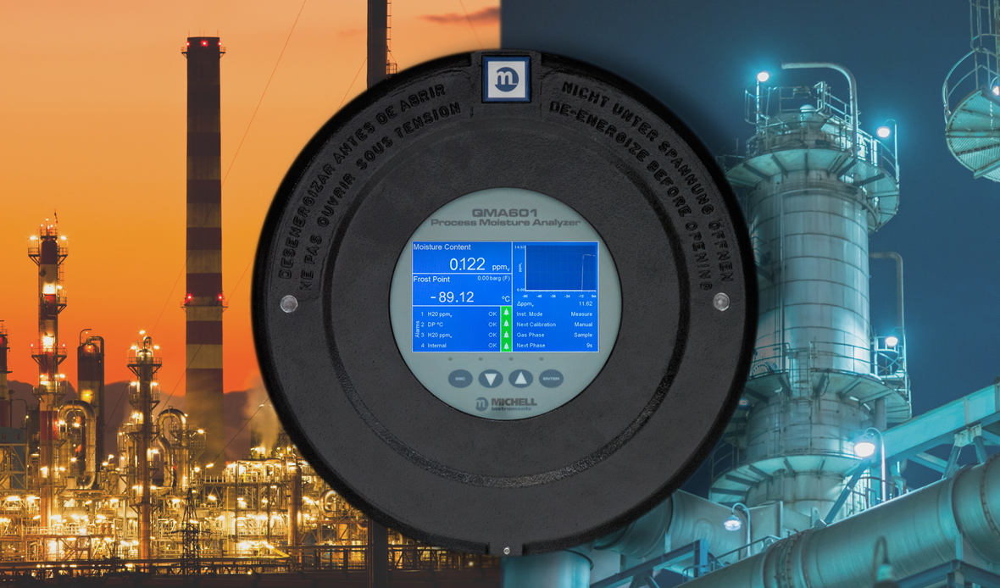 m
DESENERGIZAR ANTES DE ABRIR
NE PAS OUVRIR SOUS TENSION
NICHT UNTER SPANNUNG ÖFFNEN
DE-ENERGIZE BEFORE OPENING
QMA601
Process Moisture Analyzer
Moisture Content
0.122 ppmᵥ
Frost Point 0.00 barg (F)
-89.12 °C
Alarms
1 H20 ppmᵥ OK
2 DP °C OK
3 H20 ppmᵥ OK
4 Internal OK
ppmᵥ
0.00
-60 -48 -36 -24 -12 0m
Δppmᵥ 11.62
Inst. Mode Measure
Next Calibration Manual
Gas Phase Sample
Next Phase 9s
ESC
ENTER
m MICHELL
Instruments